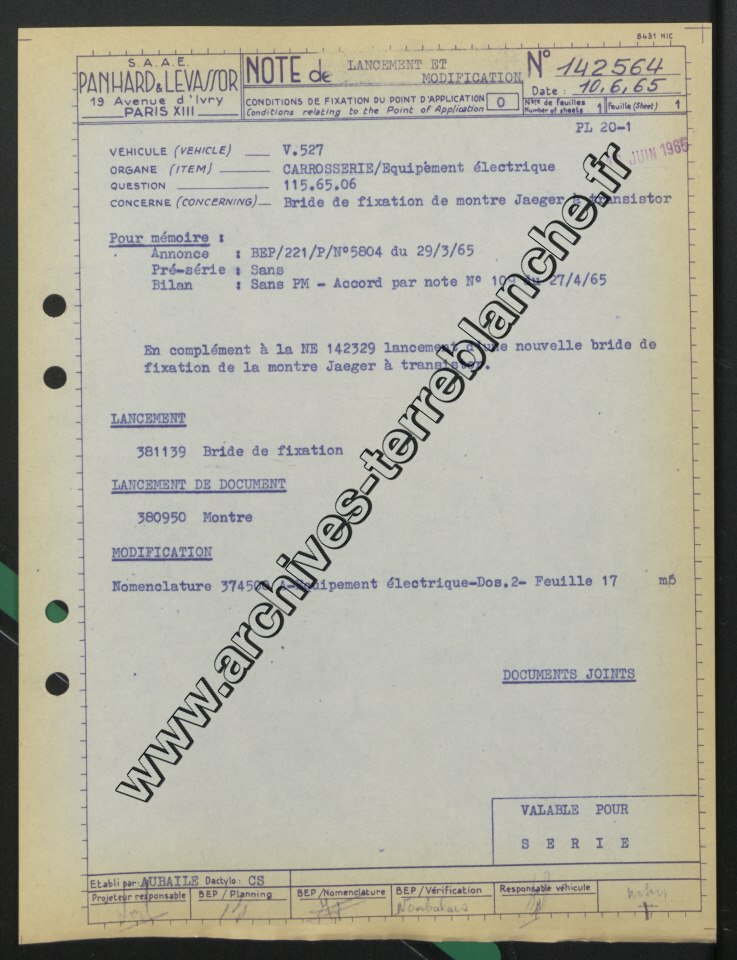 8431 NIC
S.A.A.E.
PANHARD & LEVASSOR
19 Avenue d'Ivry
PARIS XIII
NOTE de LANCEMENT ET
MODIFICATION
N° 142564
Date : 10, 6, 65
CONDITIONS DE FIXATION DU POINT D'APPLICATION
Conditions relating to the Point of Application
0
Nbre de feuilles
Number of sheets 1
Feuille (Sheet) 1
PL 20-1
JUIN 1965
VEHICULE (VEHICLE) V.527
ORGANE (ITEM) CARROSSERIE/Equipèment électrique
QUESTION 115.65.06
CONCERNE (CONCERNING) Bride de fixation de montre Jaeger à transistor
Pour mémoire :
Annonce : BEP/221/P/N°5804 du 29/3/65
Pré-série : Sans
Bilan : Sans PM - Accord par note N° 109 du 27/4/65
En complément à la NE 142329 lancement d'une nouvelle bride de
fixation de la montre Jaeger à transistor.
LANCEMENT
381139 Bride de fixation
LANCEMENT DE DOCUMENT
380950 Montre
MODIFICATION
Nomenclature A-Equipement électrique-Dos.2- Feuille 17 m5
DOCUMENTS JOINTS
VALABLE POUR
S E R I E
Etabli par: AUBAILE Dactylo: CS
Projeteur responsable
BEP / Planning
BEP /Nomenclature
BEP /Vérification
Responsable véhicule
www.archives-terreblanche.fr